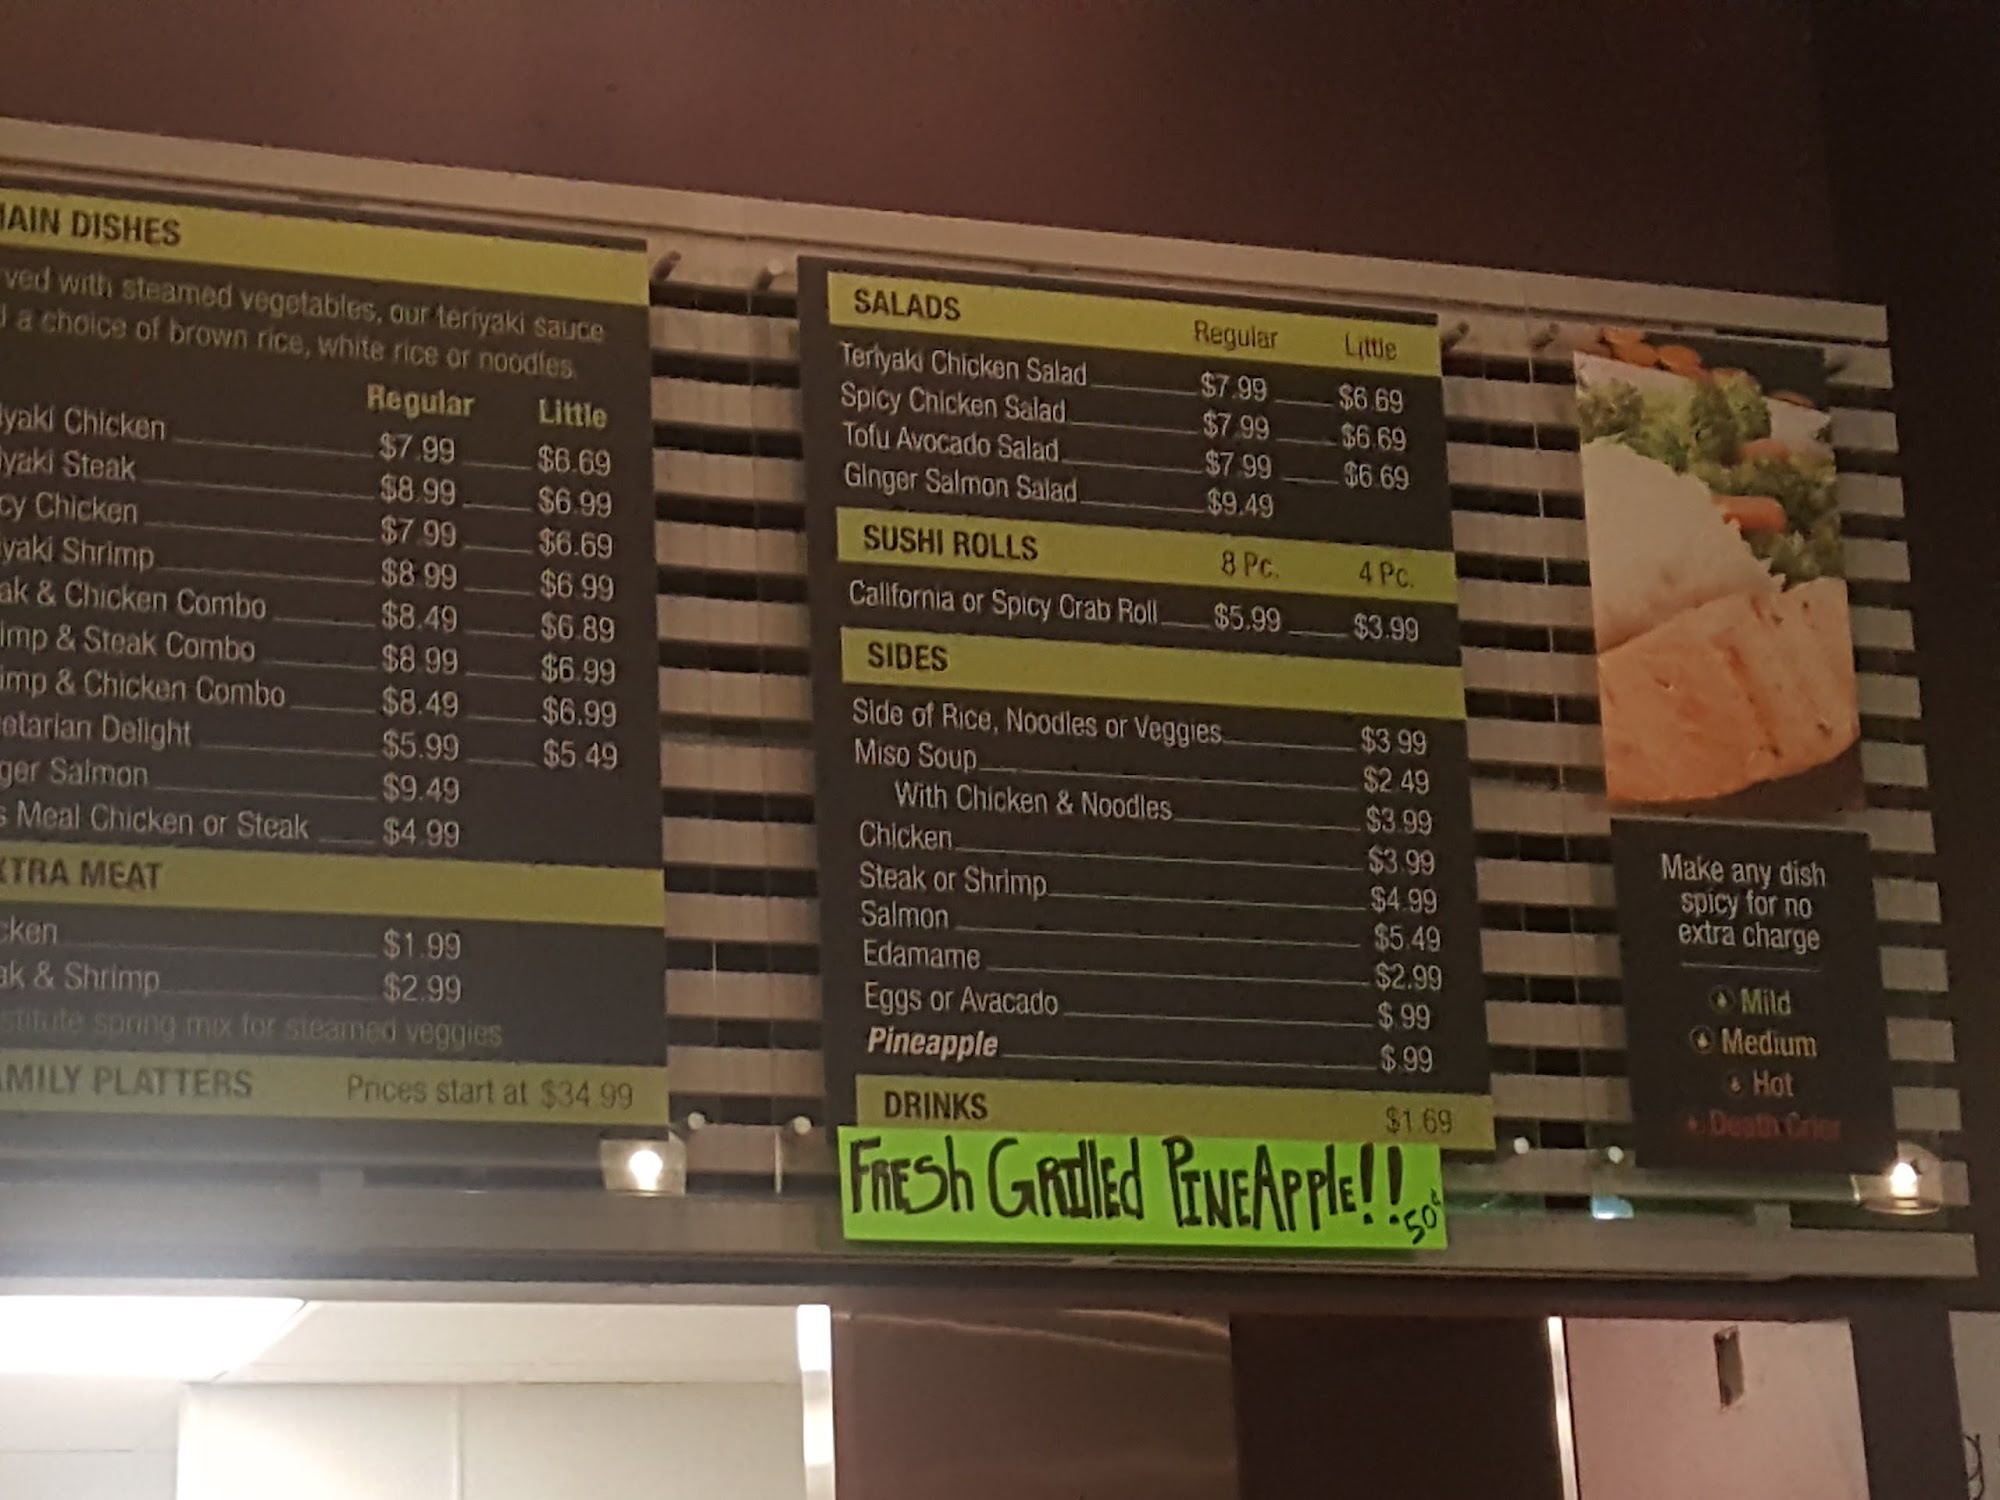 MAIN DISHES
ved with steamed vegetables, our teriyaki sauce
a choice of brown rice, white rice or noodles.
Regular Little
iyaki Chicken $7.99 $6.69
iyaki Steak $8.99 $6.99
cy Chicken $7.99 $6.69
iyaki Shrimp $8.99 $6.99
ak & Chicken Combo $8.49 $6.89
imp & Steak Combo $8.99 $6.99
imp & Chicken Combo $8.49 $6.99
etarian Delight $5.99 $5.49
ger Salmon $9.49
s Meal Chicken or Steak $4.99
XTRA MEAT
cken $1.99
ak & Shrimp $2.99
stitute spring mix for steamed veggies
AMILY PLATTERS Prices start at $34.99
SALADS Regular Little
Teriyaki Chicken Salad $7.99 $6.69
Spicy Chicken Salad $7.99 $6.69
Tofu Avocado Salad $7.99 $6.69
Ginger Salmon Salad $9.49
SUSHI ROLLS 8 Pc. 4 Pc.
California or Spicy Crab Roll $5.99 $3.99
SIDES
Side of Rice, Noodles or Veggies $3.99
Miso Soup $2.49
With Chicken & Noodles $3.99
Chicken $3.99
Steak or Shrimp $4.99
Salmon $5.49
Edamame $2.99
Eggs or Avacado $.99
Pineapple $.99
DRINKS $1.69
FRESH GRIllEd PINEAPPlE!! 50¢
Make any dish
spicy for no
extra charge
Mild
Medium
Hot
Death Grier